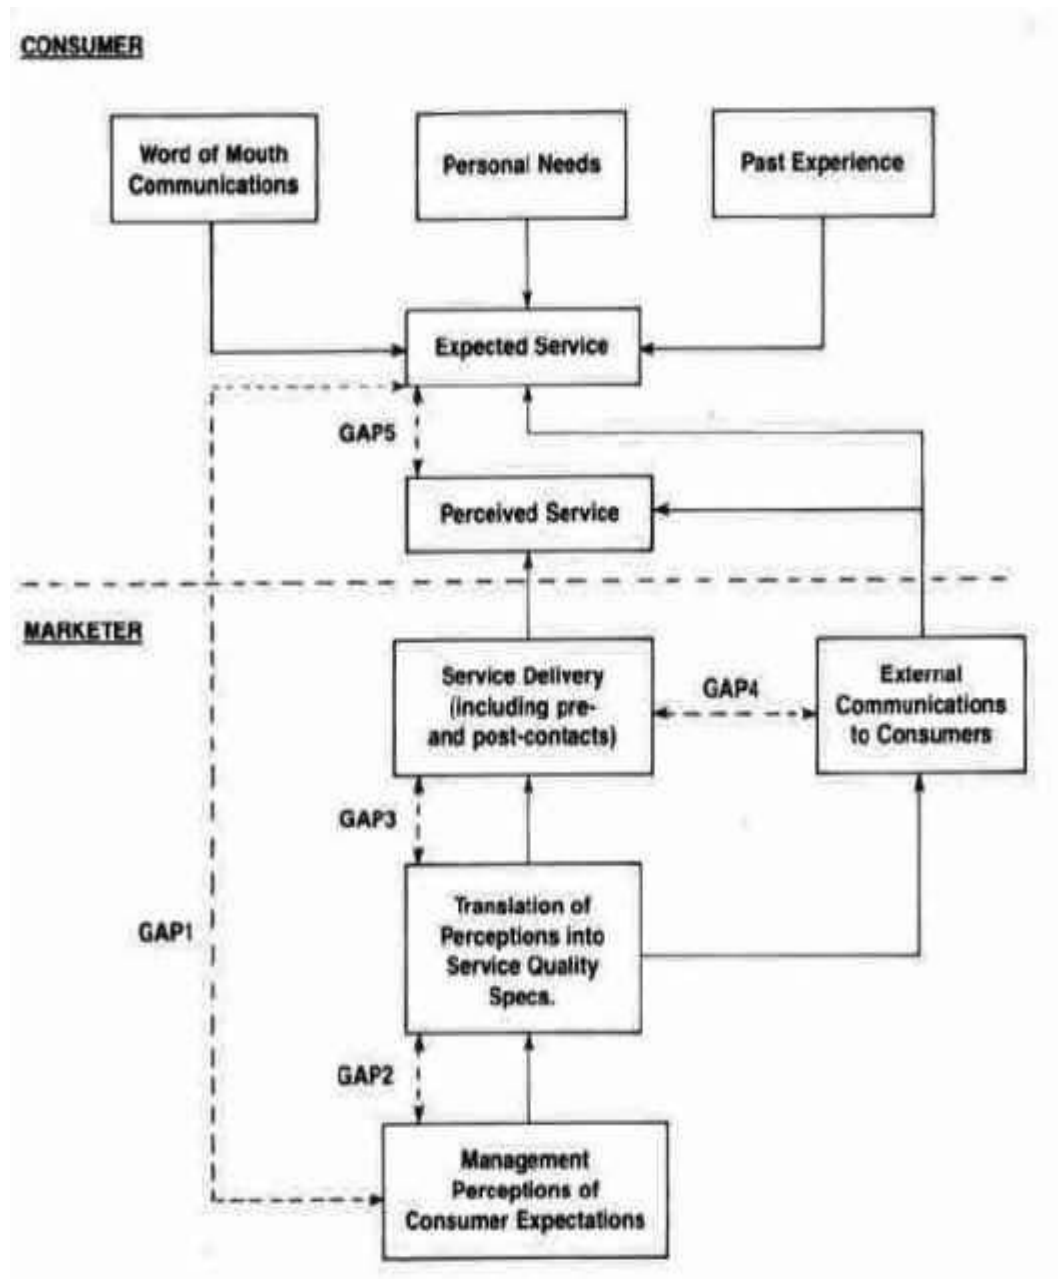 CONSUMER
Word of Mouth
Communications
Personal Needs
Past Experience
Expected Service
GAP5
Perceived Service
MARKETER
Service Delivery
(including pre-
and post-contacts)
GAP4
External
Communications
to Consumers
GAP3
Translation of
Perceptions into
Service Quality
Specs.
GAP1
GAP2
Management
Perceptions of
Consumer Expectations